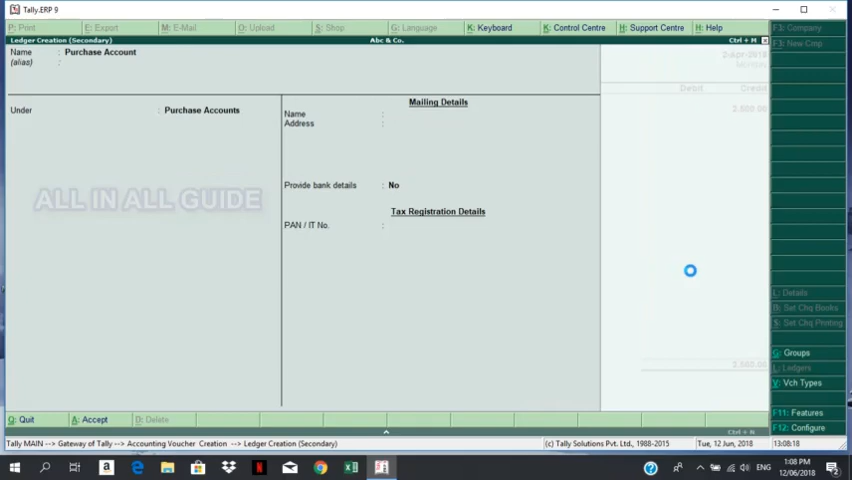 Tally.ERP 9
P: Print E: Export M: E-Mail O: Upload S: Shop G: Language K: Keyboard K: Control Centre H: Support Centre H: Help F1: Company
Ledger Creation (Secondary) Abc & Co. Ctrl + M
F3: New Cmp
Name : Purchase Account
(alias) :
2-Apr-2018
Debit Credit
Mailing Details
Under : Purchase Accounts
Name :
Address :
Provide bank details : No
ALL IN ALL GUIDE
Tax Registration Details
PAN / IT No. :
L: Details
B: Set Chq Books
S: Set Chq Printing
G: Groups
L: Ledgers
V: Vch Types
F11: Features
F12: Configure
Q: Quit A: Accept D: Delete
Ctrl + N
Tally MAIN --> Gateway of Tally --> Accounting Voucher Creation --> Ledger Creation (Secondary) (c) Tally Solutions Pvt. Ltd., 1988-2015 Tue, 12 Jun, 2018 13:08:18
ENG 1:08 PM
12/06/2018